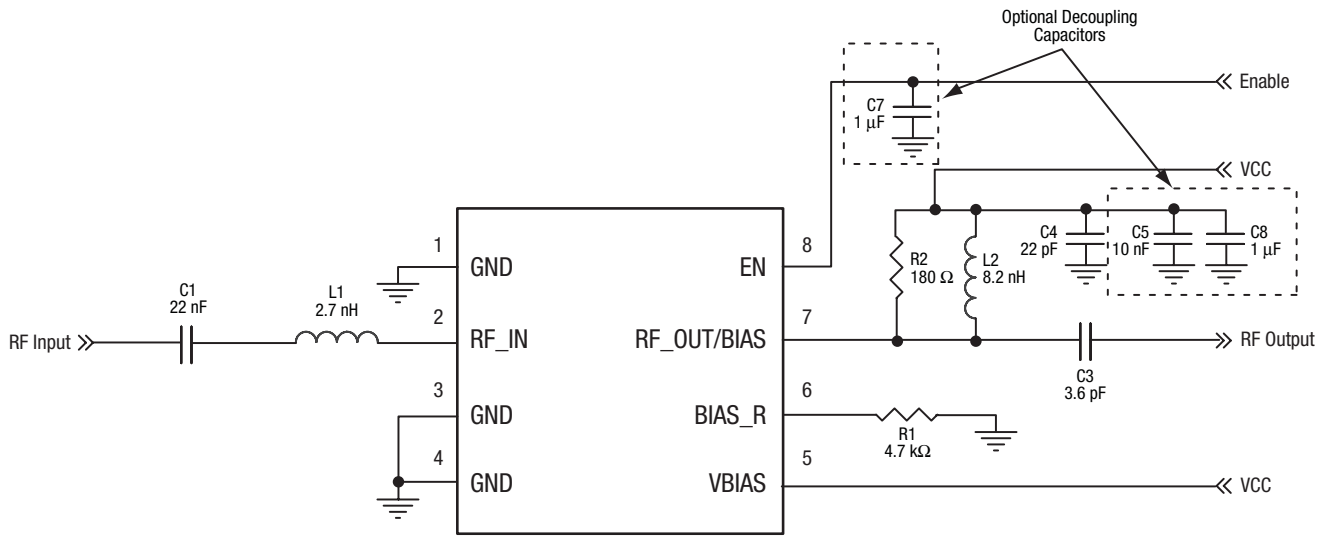 Optional Decoupling
Capacitors
Enable
C7
1 μF
VCC
C4
22 pF
C5
10 nF
C8
1 μF
R2
180 Ω
L2
8.2 nH
1
GND
8
EN
C1
22 nF
L1
2.7 nH
2
RF_IN
7
RF_OUT/BIAS
RF Input
RF Output
C3
3.6 pF
3
GND
6
BIAS_R
R1
4.7 kΩ
4
GND
5
VBIAS
VCC